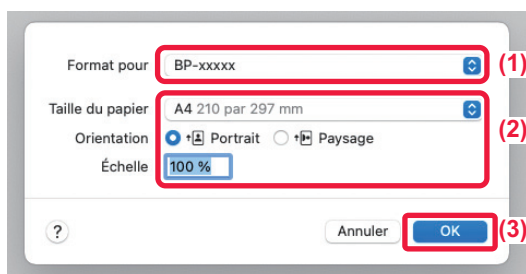 Format pour BP-xxxxx (1)
Taille du papier A4 210 par 297 mm
Orientation Portrait Paysage (2)
Échelle 100 %
? Annuler OK (3)